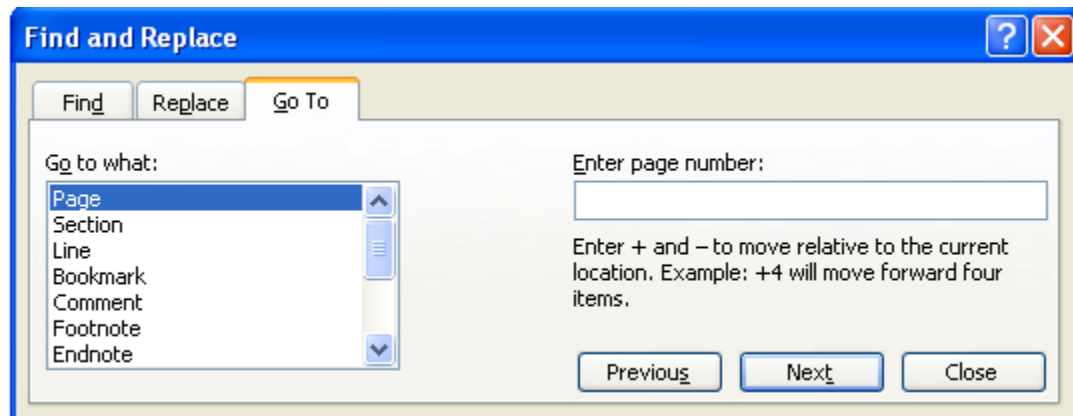 Find and Replace
Find
Replace
Go To
Go to what:
Page
Section
Line
Bookmark
Comment
Footnote
Endnote
Enter page number:
Enter + and – to move relative to the current
location. Example: +4 will move forward four
items.
Previous
Next
Close